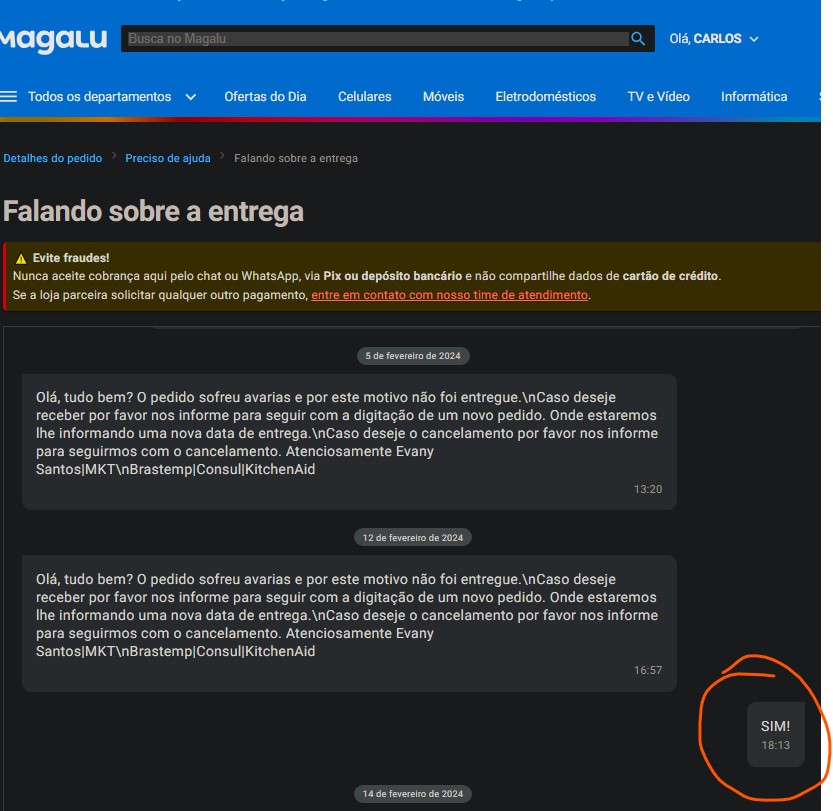 Magalu
Busca no Magalu
Olá, CARLOS
Todos os departamentos
Ofertas do Dia
Celulares
Móveis
Eletrodomésticos
TV e Vídeo
Informática
Detalhes do pedido
Preciso de ajuda
Falando sobre a entrega
Falando sobre a entrega
Evite fraudes!
Nunca aceite cobrança aqui pelo chat ou WhatsApp, via Pix ou depósito bancário e não compartilhe dados de cartão de crédito.
Se a loja parceira solicitar qualquer outro pagamento, entre em contato com nosso time de atendimento.
5 de fevereiro de 2024
Olá, tudo bem? O pedido sofreu avarias e por este motivo não foi entregue.\nCaso deseje
receber por favor nos informe para seguir com a digitação de um novo pedido. Onde estaremos
lhe informando uma nova data de entrega.\nCaso deseje o cancelamento por favor nos informe
para seguirmos com o cancelamento. Atenciosamente Evany
Santos|MKT\nBrastemp|Consul|KitchenAid
13:20
12 de fevereiro de 2024
Olá, tudo bem? O pedido sofreu avarias e por este motivo não foi entregue.\nCaso deseje
receber por favor nos informe para seguir com a digitação de um novo pedido. Onde estaremos
lhe informando uma nova data de entrega.\nCaso deseje o cancelamento por favor nos informe
para seguirmos com o cancelamento. Atenciosamente Evany
Santos|MKT\nBrastemp|Consul|KitchenAid
16:57
SIM!
18:13
14 de fevereiro de 2024